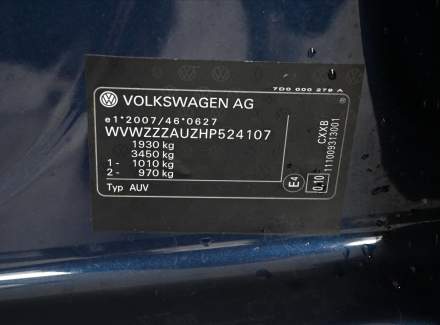 7D0 000 279 A
VOLKSWAGEN AG
e1*2007/46*0627
WVWZZZAUZHP524107
1930 kg
3450 kg
1- 1010 kg
2- 970 kg
Typ AUV
E4
0.10
CXXB
111009313001